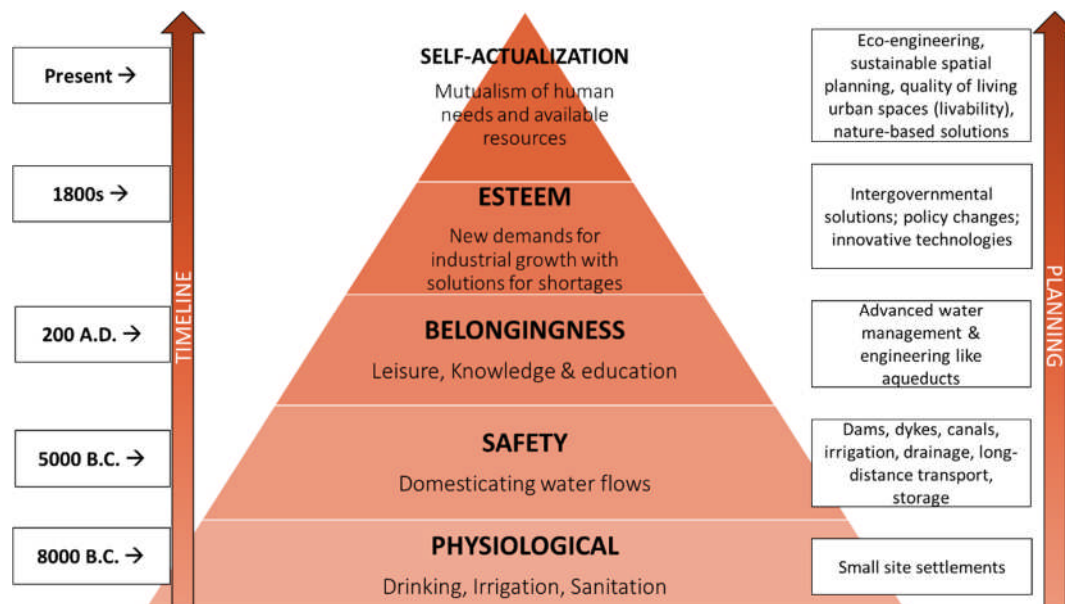 Present →
1800s →
200 A.D. →
5000 B.C. →
8000 B.C. →
TIMELINE
SELF-ACTUALIZATION
Mutualism of human
needs and available
resources
ESTEEM
New demands for
industrial growth with
solutions for shortages
BELONGINGNESS
Leisure, Knowledge & education
SAFETY
Domesticating water flows
PHYSIOLOGICAL
Drinking, Irrigation, Sanitation
Eco-engineering,
sustainable spatial
planning, quality of living
urban spaces (livability),
nature-based solutions
Intergovernmental
solutions; policy changes;
innovative technologies
Advanced water
management &
engineering like
aqueducts
Dams, dykes, canals,
irrigation, drainage, long-
distance transport,
storage
Small site settlements
PLANNING